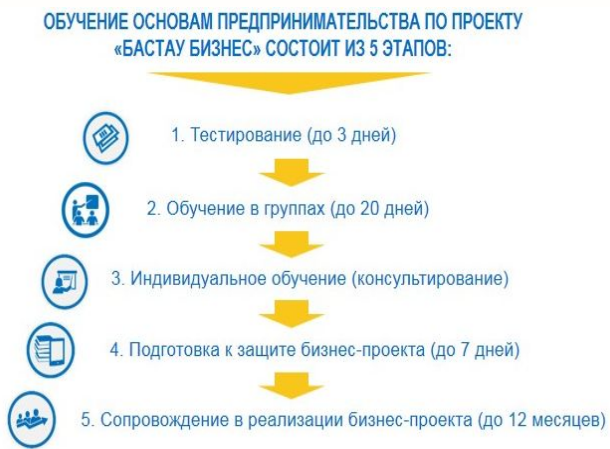 ОБУЧЕНИЕ ОСНОВАМ ПРЕДПРИНИМАТЕЛЬСТВА ПО ПРОЕКТУ
«БАСТАУ БИЗНЕС» СОСТОИТ ИЗ 5 ЭТАПОВ:
1. Тестирование (до 3 дней)
2. Обучение в группах (до 20 дней)
3. Индивидуальное обучение (консультирование)
4. Подготовка к защите бизнес-проекта (до 7 дней)
5. Сопровождение в реализации бизнес-проекта (до 12 месяцев)